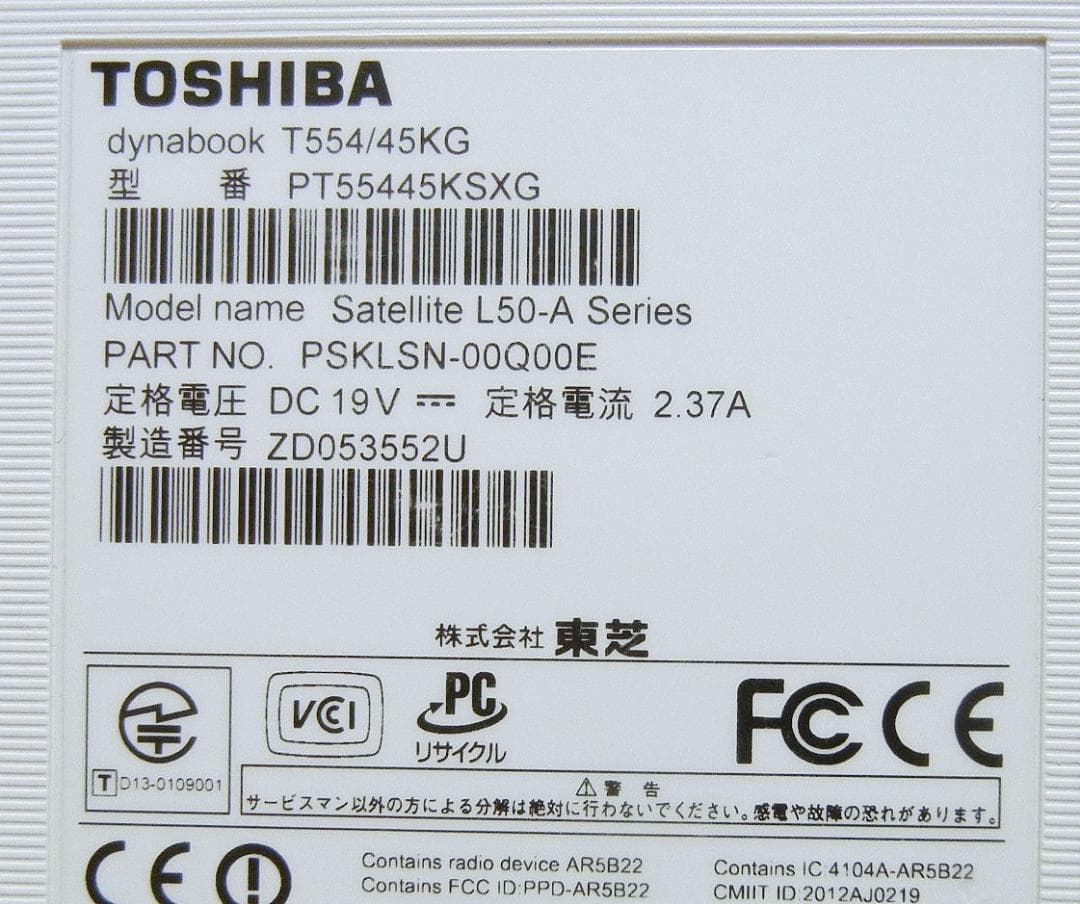 TOSHIBA
dynabook T554/45KG
型 番 PT55445KSXG
Model name Satellite L50-A Series
PART NO. PSKLSN-00Q00E
定格電圧 DC 19V ⎓ 定格電流 2.37A
製造番号 ZD053552U
株式会社 東芝
VCCI
PC
リサイクル
FCC CE
T D13-0109001
⚠ 警 告
サービスマン以外の方による分解は絶対に行わないでください。感電や故障の恐れがあります。
CE
Contains radio device AR5B22
Contains FCC ID:PPD-AR5B22
Contains IC:4104A-AR5B22
CMIIT ID:2012AJ0219